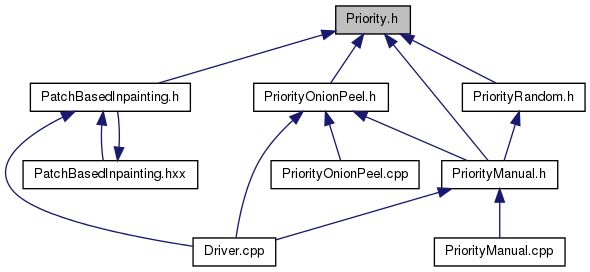 Priority.h
PatchBasedInpainting.h
PriorityOnionPeel.h
PriorityRandom.h
PatchBasedInpainting.hxx
PriorityOnionPeel.cpp
PriorityManual.h
Driver.cpp
PriorityManual.cpp